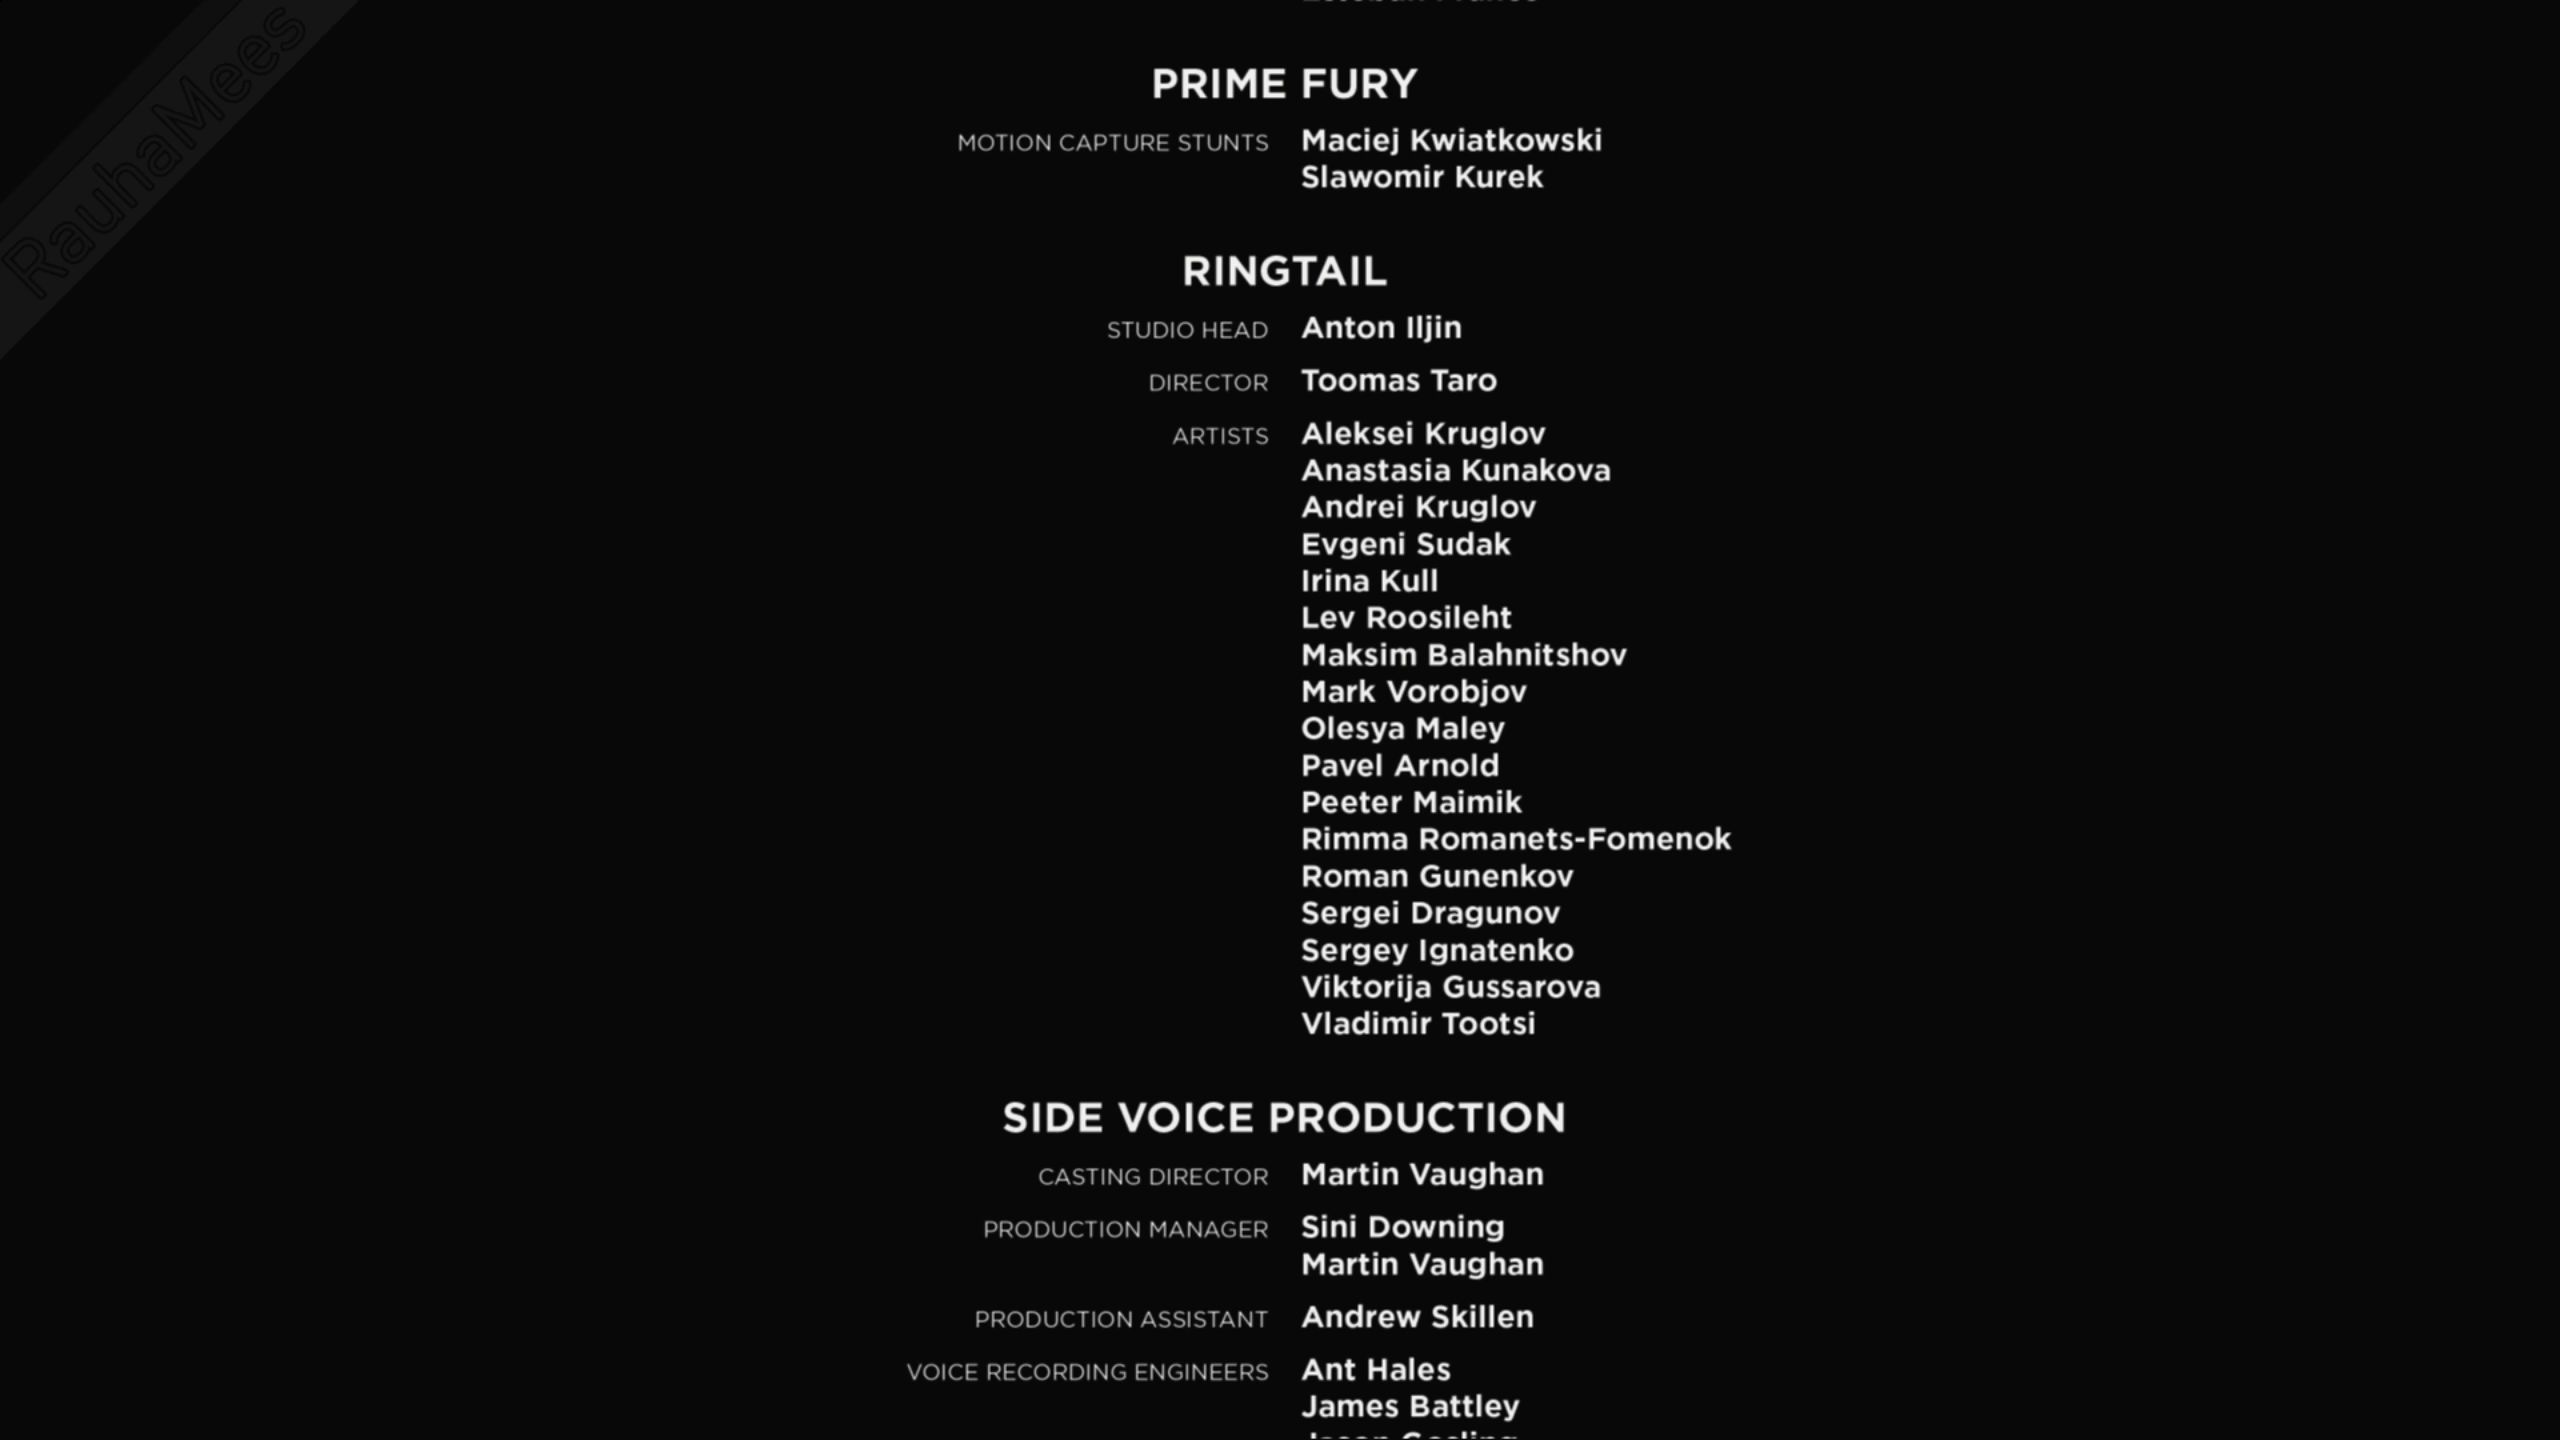 RauhaMees
PRIME FURY
MOTION CAPTURE STUNTS Maciej Kwiatkowski
Slawomir Kurek
RINGTAIL
STUDIO HEAD Anton Iljin
DIRECTOR Toomas Taro
ARTISTS Aleksei Kruglov
Anastasia Kunakova
Andrei Kruglov
Evgeni Sudak
Irina Kull
Lev Roosileht
Maksim Balahnitshov
Mark Vorobjov
Olesya Maley
Pavel Arnold
Peeter Maimik
Rimma Romanets-Fomenok
Roman Gunenkov
Sergei Dragunov
Sergey Ignatenko
Viktorija Gussarova
Vladimir Tootsi
SIDE VOICE PRODUCTION
CASTING DIRECTOR Martin Vaughan
PRODUCTION MANAGER Sini Downing
Martin Vaughan
PRODUCTION ASSISTANT Andrew Skillen
VOICE RECORDING ENGINEERS Ant Hales
James Battley